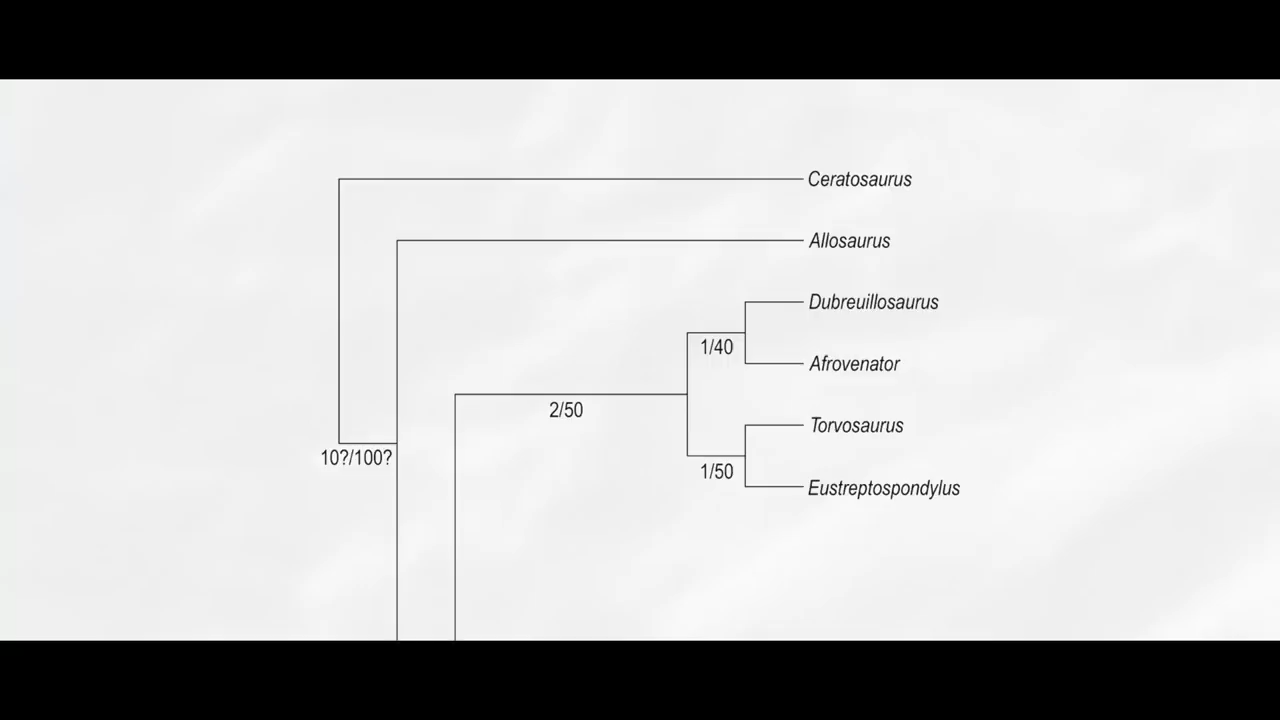 Ceratosaurus
Allosaurus
Dubreuillosaurus
1/40
Afrovenator
2/50
Torvosaurus
10?/100?
1/50
Eustreptospondylus